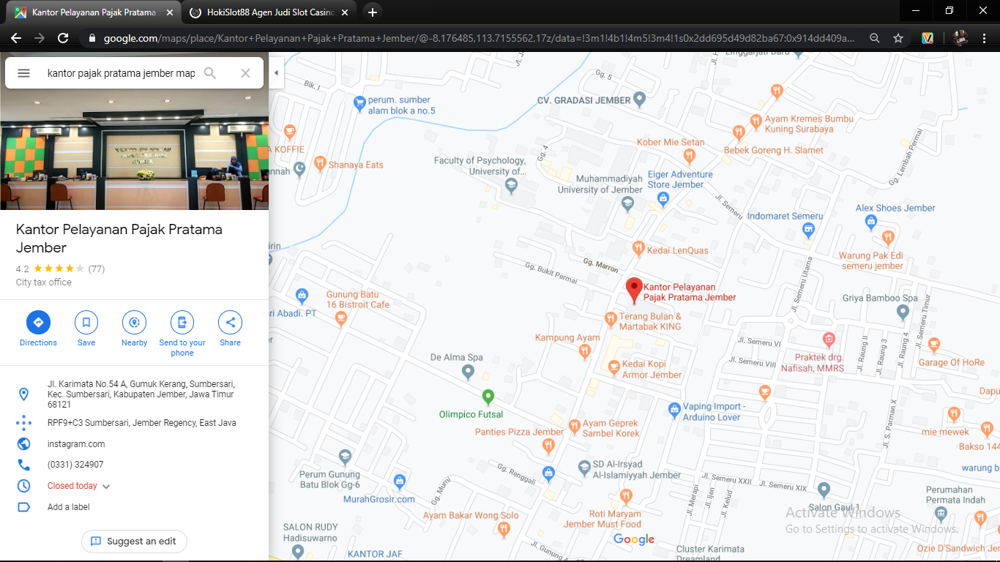 Kantor Pelayanan Pajak Pratama
HokiSlot88 Agen Judi Slot Casino
google.com/maps/place/Kantor+Pelayanan+Pajak+Pratama+Jember/@-8.176485,113.7155562,17z/data=!3m1!4b1!4m5!3m4!1s0x2dd695d49d82ba67:0x914dd409a...
kantor pajak pratama jember map
KANTOR PELAYANAN
PAJAK PRATAMA
JEMBER
Kantor Pelayanan Pajak Pratama
Jember
4.2 (77)
City tax office
Directions
Save
Nearby
Send to your
phone
Share
Jl. Karimata No.54 A, Gumuk Kerang, Sumbersari,
Kec. Sumbersari, Kabupaten Jember, Jawa Timur
68121
RPF9+C3 Sumbersari, Jember Regency, East Java
instagram.com
(0331) 324907
Closed today
Add a label
Suggest an edit
Blk. I
perum. sumber
alam blok a no.5
Gg. 5
CV. GRADASI JEMBER
Linggarjati Baru
Ayam Kremes Bumbu
Kuning Surabaya
Bebek Goreng H. Slamet
Kober Mie Setan
A KOFFIE
Shanaya Eats
nnah
Faculty of Psychology,
University of...
Gg. 4
Muhammadiyah
University of Jember
Eiger Adventure
Store Jember
Gg. Lembah Permai
Jl. Semeru
Indomaret Semeru
Alex Shoes Jember
Warung Pak Edi
semeru jember
irin
Kedai LenQuas
Gg. Marron
Gg. Bukit Permai
Kantor Pelayanan
Pajak Pratama Jember
Jl. Semeru Utama
Griya Bamboo Spa
Jl. Semeru Timur
Gunung Batu
16 Bistroit Cafe
ri Abadi. PT
er
Terang Bulan &
Martabak KING
Kampung Ayam
Jl. Semeru VI
Jl. Semeru VIII
Praktek drg.
Nafisah, MMRS
Jl. Raung II
Jl. Raung 3
Jl. Raung 4
Garage Of HoRe
De Alma Spa
Kedai Kopi
Armor Jember
Olimpico Futsal
Vaping Import -
Arduino Lover
Dapu
Jl. S. Parman X
Ayam Geprek
Sambel Korek
Panties Pizza Jember
mie mewek
Bakso 144
warung b
Perum Gunung
Batu Blok Gg-6
Gg. Renggali
SD Al-Irsyad
Al-Islamiyyah Jember
Gg. Murni
MurahGrosir.com
Jl. Merapi
Jl. Ijen
Jl. Kelud
Jl. Semeru XXII
Jl. Semeru XIX
Perumahan
Permata Indah
Salon Gaul 1
Ayam Bakar Wong Solo
Roti Maryam
Jember Must Food
SALON RUDY
Hadisuwarno
Google
Activate Windows
Go to Settings to activate Windows.
KANTOR JAF
Jl. Gunung
Cluster Karimata
Dreamland
Ozie D'Sandwich Jer